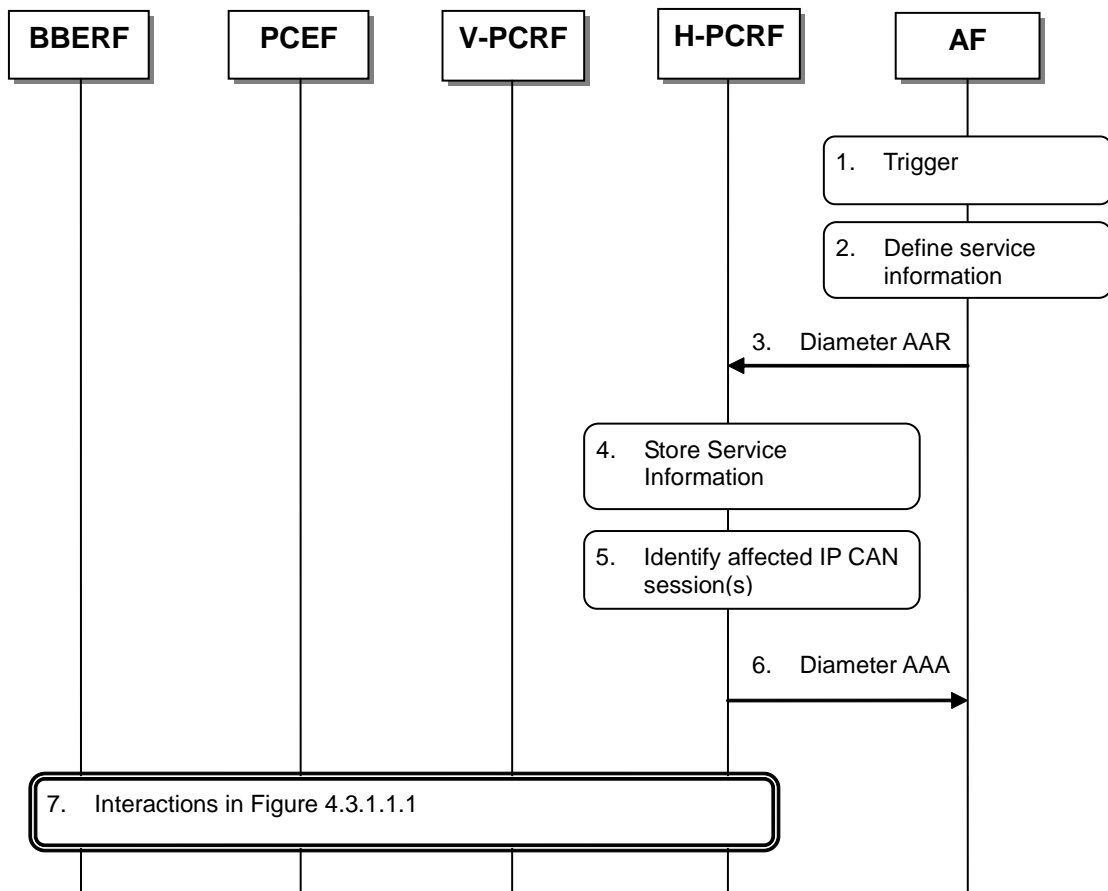 BBERF
PCEF
V-PCRF
H-PCRF
AF
1. Trigger
2. Define service
information
3. Diameter AAR
4. Store Service
Information
5. Identify affected IP CAN
session(s)
6. Diameter AAA
7. Interactions in Figure 4.3.1.1.1